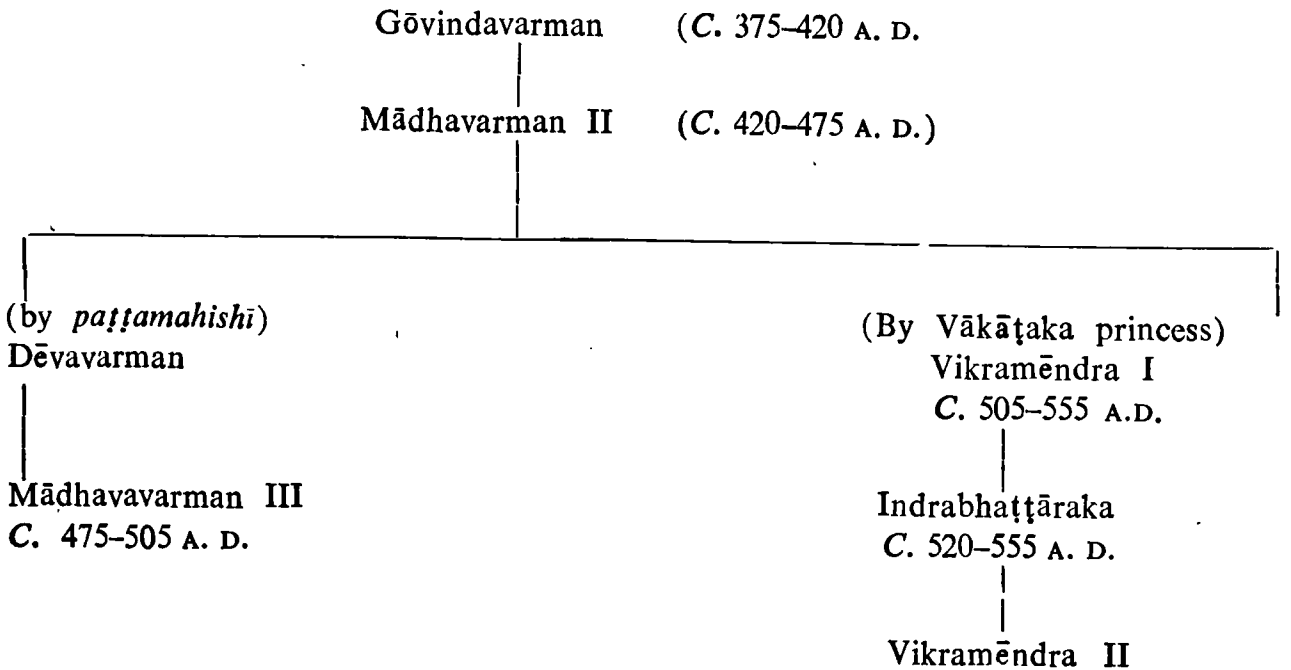 Gōvindavarman (C. 375–420 A. D.
Mādhavarman II (C. 420–475 A. D.)
(by paṭṭamahishī)
Dēvavarman
(By Vākāṭaka princess)
Vikramēndra I
C. 505–555 A.D.
Mādhavavarman III
C. 475–505 A. D.
Indrabhaṭṭāraka
C. 520–555 A. D.
Vikramēndra II